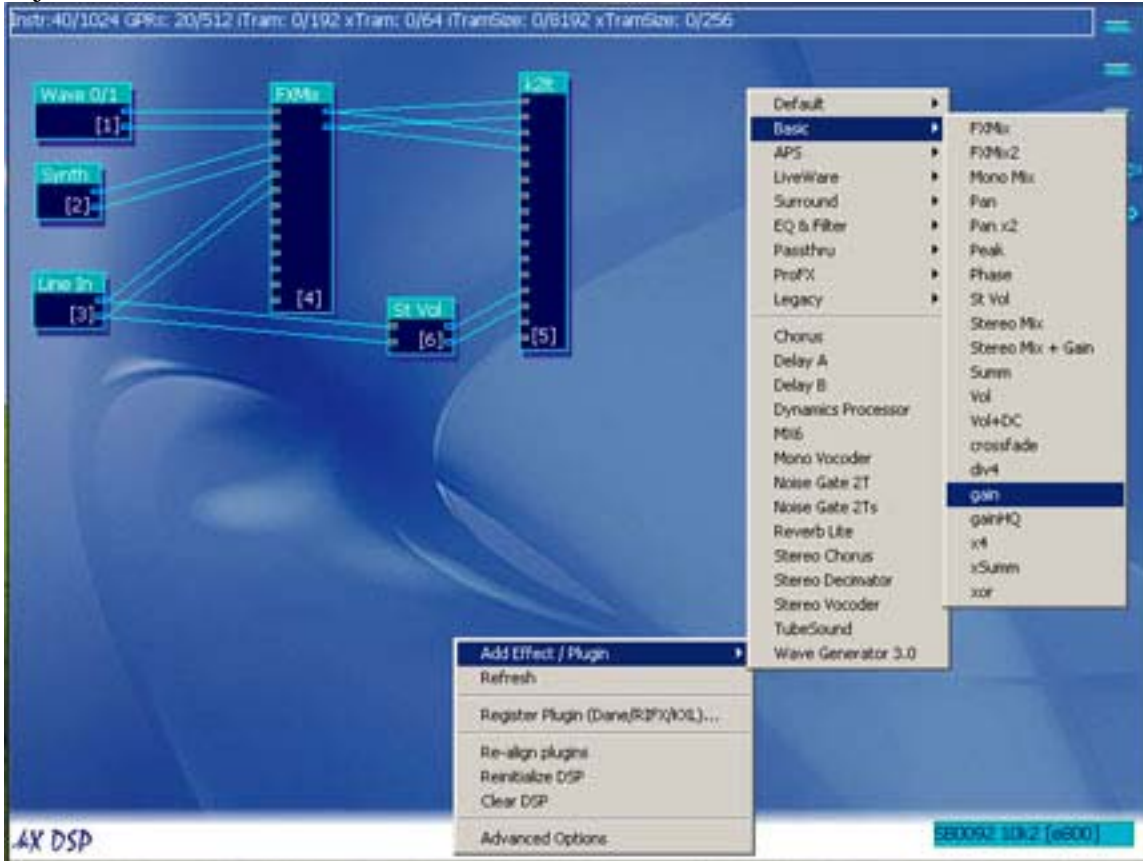 Instr:40/1024 GPRs: 20/512 iTram: 0/192 xTram: 0/64 iTramSize: 0/8192 xTramSize: 0/256
Wave 0/1
[1]
Synth
[2]
Line In
[3]
FXMix
[4]
St Vol
[6]
k2lt
[5]
Default
Basic
APS
LiveWare
Surround
EQ & Filter
Passthru
ProFX
Legacy
Chorus
Delay A
Delay B
Dynamics Processor
MX6
Mono Vocoder
Noise Gate 2T
Noise Gate 2Ts
Reverb Lite
Stereo Chorus
Stereo Decimator
Stereo Vocoder
TubeSound
Wave Generator 3.0
FXMix
FXMix2
Mono Mix
Pan
Pan x2
Peak
Phase
St Vol
Stereo Mix
Stereo Mix + Gain
Summ
Vol
Vol+DC
crossfade
div4
gain
gainHQ
x4
xSumm
xor
Add Effect / Plugin
Refresh
Register Plugin (Dane/RIFX/KXL)...
Re-align plugins
Reinitialize DSP
Clear DSP
Advanced Options
DSP
SB0092 10k2 [e800]